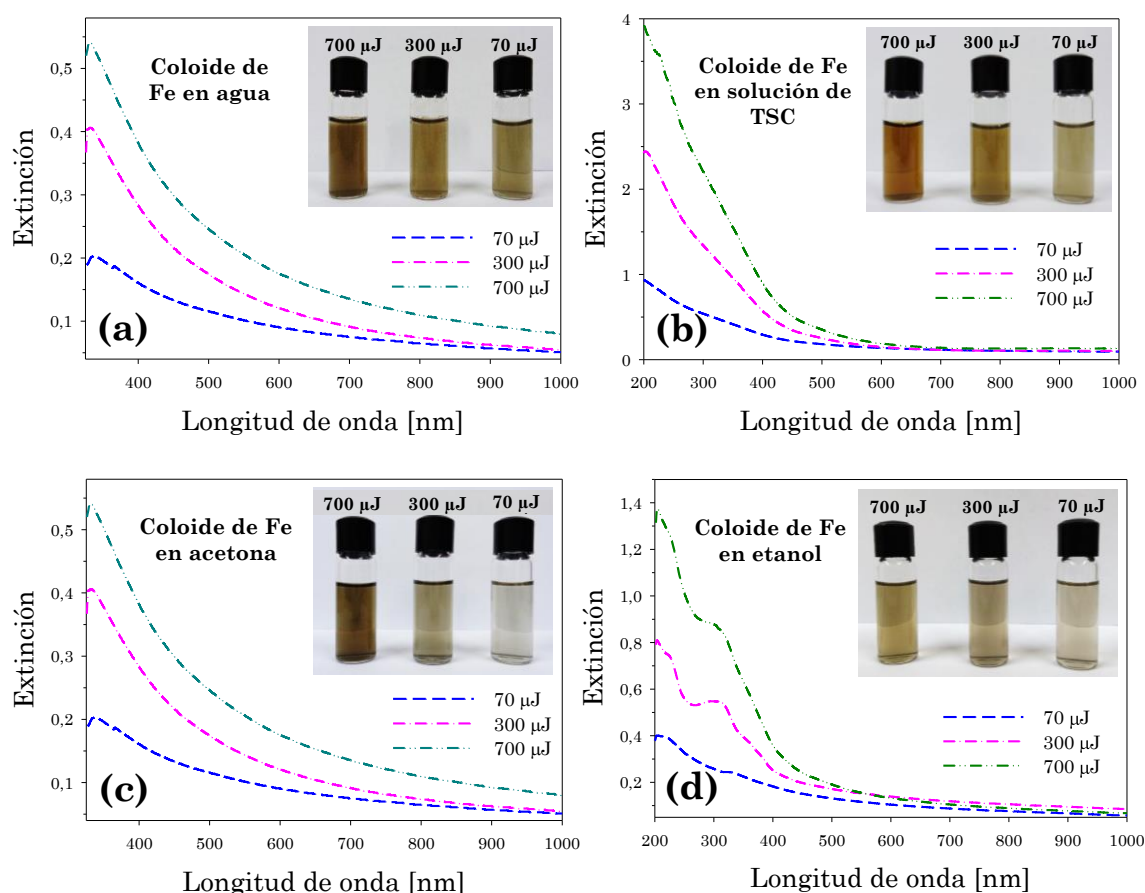 700 µJ 300 µJ 70 µJ
Coloide de
Fe en agua
0,5
0,4
0,3
0,2
0,1
Extinción
70 µJ
300 µJ
700 µJ
(a)
400 500 600 700 800 900 1000
Longitud de onda [nm]
700 µJ 300 µJ 70 µJ
Coloide de Fe
en solución de
TSC
4
3
2
1
0
Extinción
70 µJ
300 µJ
700 µJ
(b)
200 300 400 500 600 700 800 900 1000
Longitud de onda [nm]
700 µJ 300 µJ 70 µJ
Coloide de Fe
en acetona
0,5
0,4
0,3
0,2
0,1
Extinción
70 µJ
300 µJ
700 µJ
(c)
400 500 600 700 800 900 1000
Longitud de onda [nm]
700 µJ 300 µJ 70 µJ
Coloide de Fe
en etanol
1,4
1,2
1,0
0,8
0,6
0,4
0,2
Extinción
70 µJ
300 µJ
700 µJ
(d)
200 300 400 500 600 700 800 900 1000
Longitud de onda [nm]